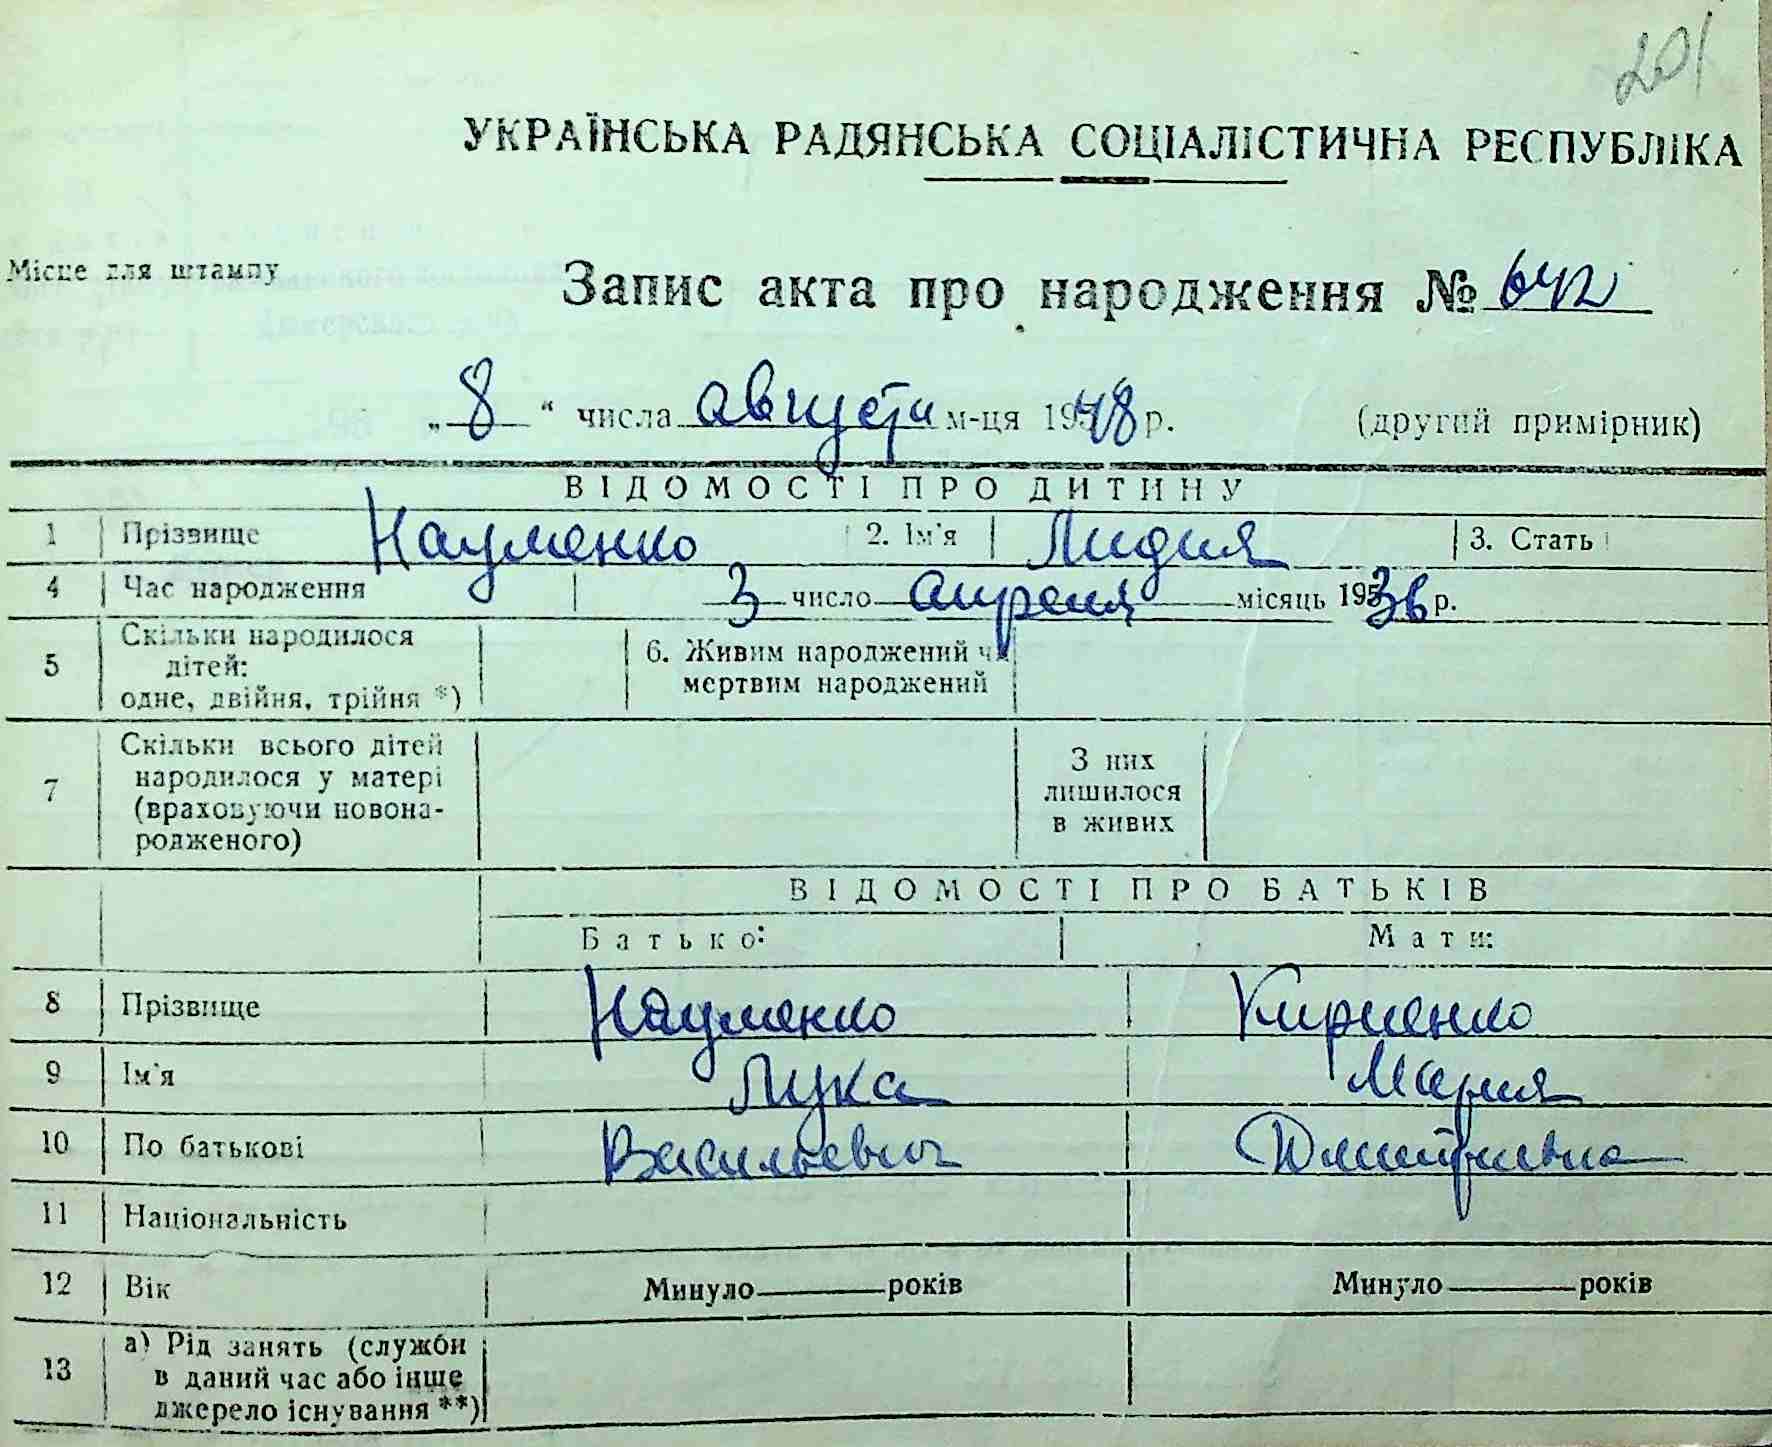 201
УКРАЇНСЬКА РАДЯНСЬКА СОЦІАЛІСТИЧНА РЕСПУБЛІКА
Місце для штампу
Запис акта про народження № 642
„8“ числа августа м-ця 1948 р. (другий примірник)
ВІДОМОСТІ ПРО ДИТИНУ
1 Прізвище Науменко 2. Ім'я Лидия 3. Стать
4 Час народження 3 число апреля місяць 1936 р.
5 Скільки народилося дітей: одне, двійня, трійня *) 6. Живим народжений чи мертвим народжений
7 Скільки всього дітей народилося у матері (враховуючи новонародженого) З них лишилося в живих
ВІДОМОСТІ ПРО БАТЬКІВ
Батько: Мати:
8 Прізвище Науменко Кириенко
9 Ім'я Лука Мария
10 По батькові Васильевич Дмитриевна
11 Національність
12 Вік Минуло років Минуло років
13 а) Рід занять (служби в даний час або інше джерело існування **)